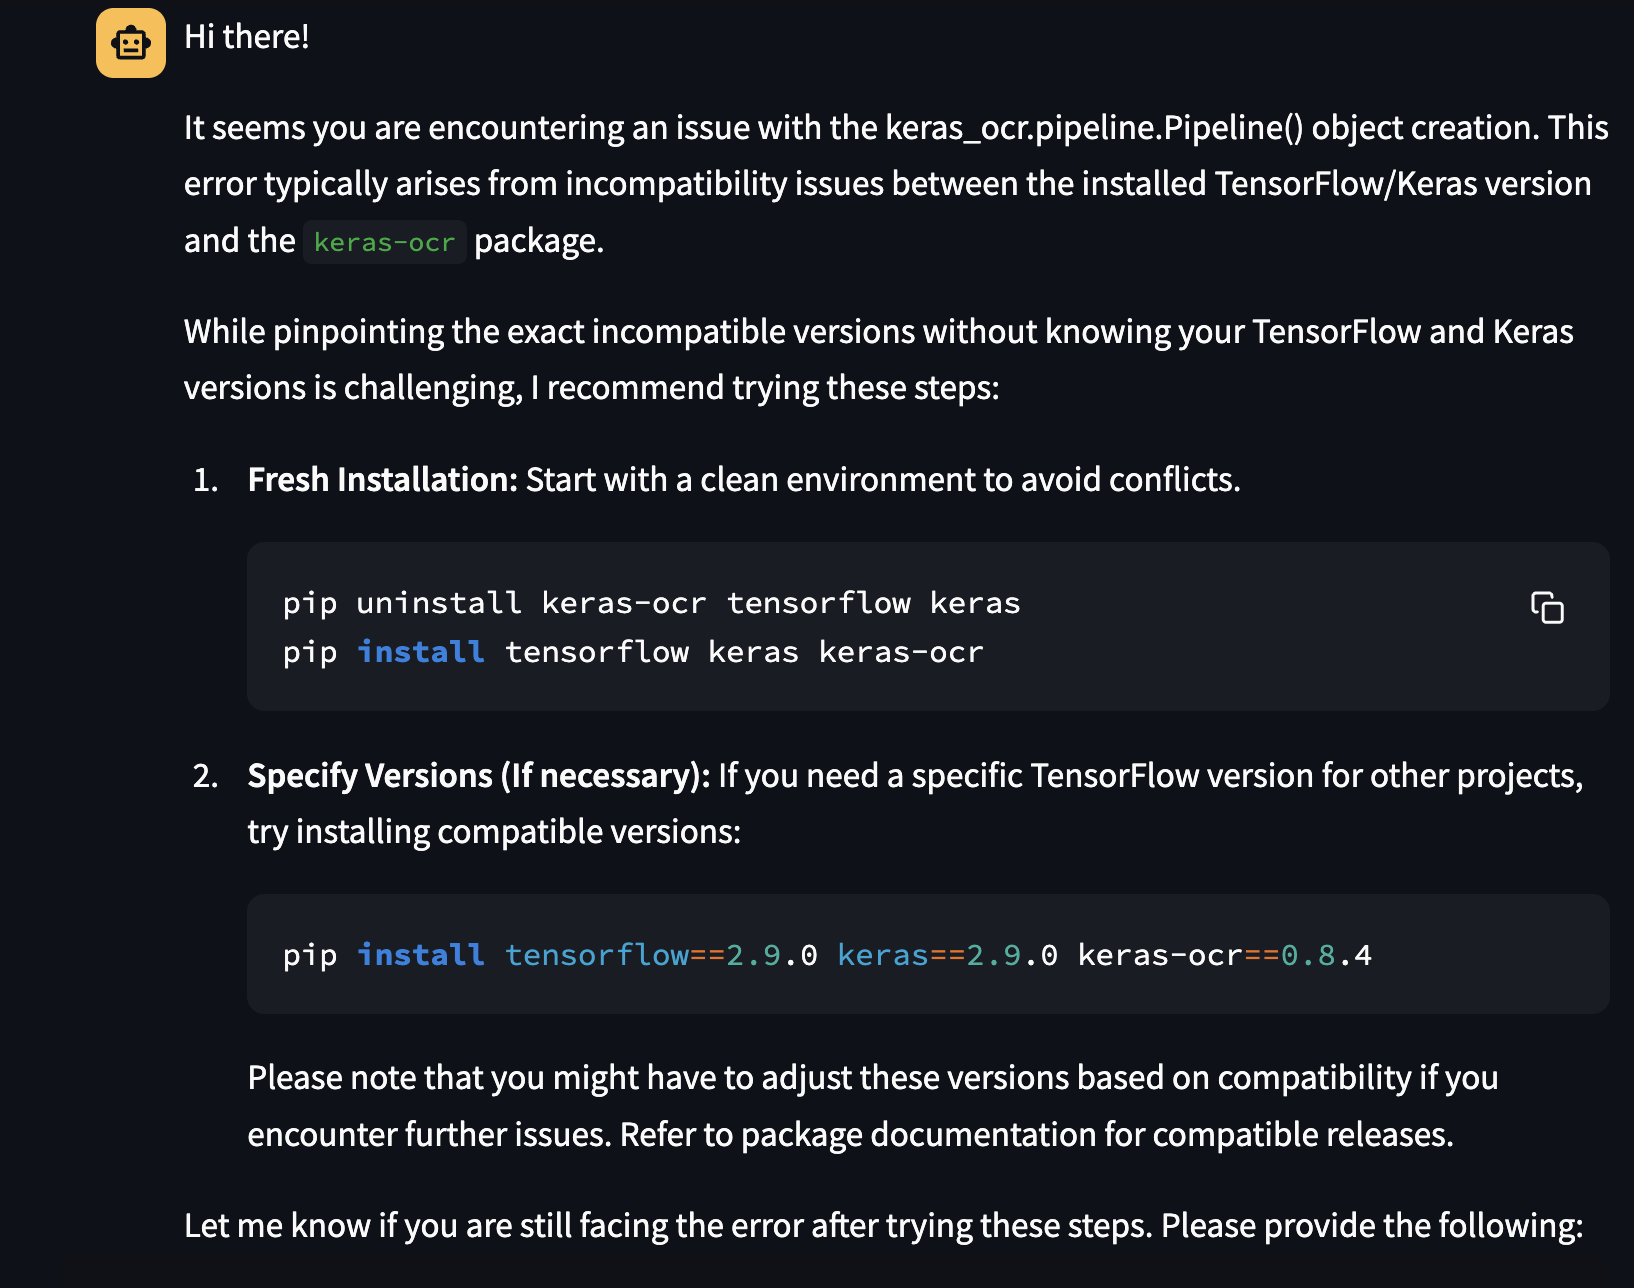 Hi there!
It seems you are encountering an issue with the keras_ocr.pipeline.Pipeline() object creation. This
error typically arises from incompatibility issues between the installed TensorFlow/Keras version
and the keras-ocr package.
While pinpointing the exact incompatible versions without knowing your TensorFlow and Keras
versions is challenging, I recommend trying these steps:
1. Fresh Installation: Start with a clean environment to avoid conflicts.
pip uninstall keras-ocr tensorflow keras
pip install tensorflow keras keras-ocr
2. Specify Versions (If necessary): If you need a specific TensorFlow version for other projects,
try installing compatible versions:
pip install tensorflow==2.9.0 keras==2.9.0 keras-ocr==0.8.4
Please note that you might have to adjust these versions based on compatibility if you
encounter further issues. Refer to package documentation for compatible releases.
Let me know if you are still facing the error after trying these steps. Please provide the following: